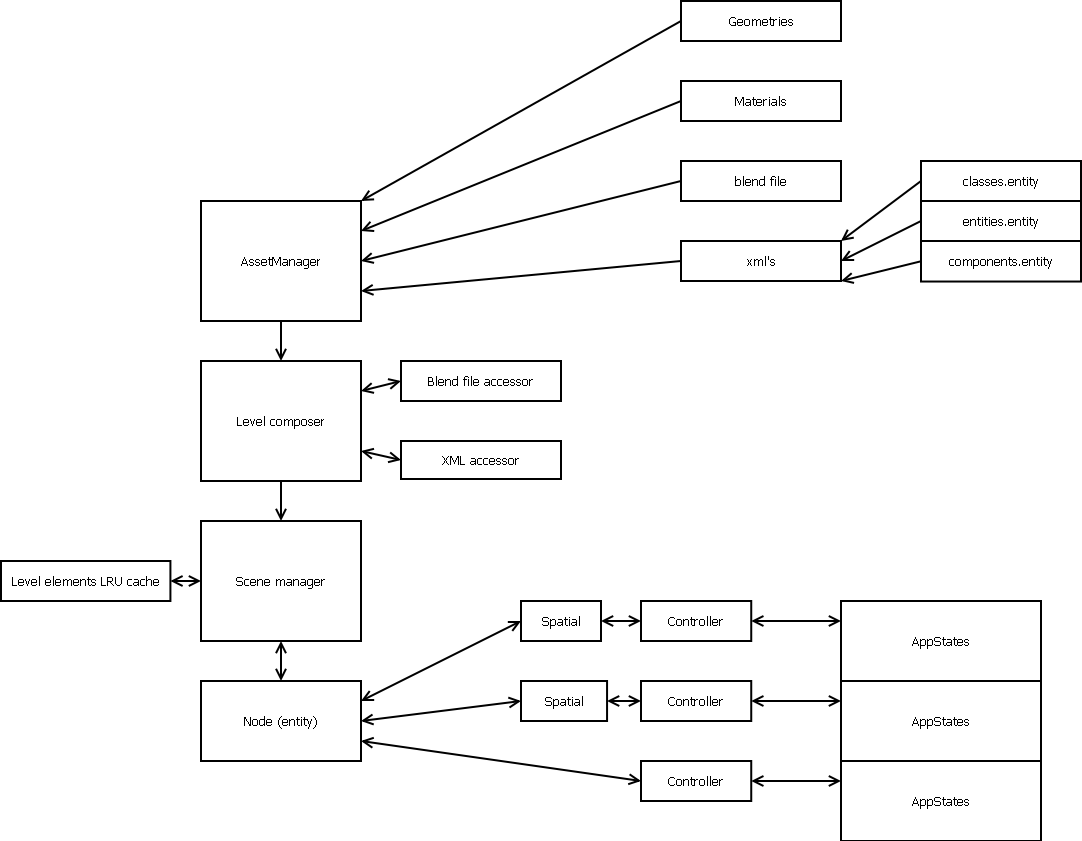 Geometries
Materials
blend file
classes.entity
entities.entity
AssetManager
xml's
components.entity
Blend file accessor
Level composer
XML accessor
Level elements LRU cache
Scene manager
Spatial
Controller
AppStates
Node (entity)
Spatial
Controller
AppStates
Controller
AppStates